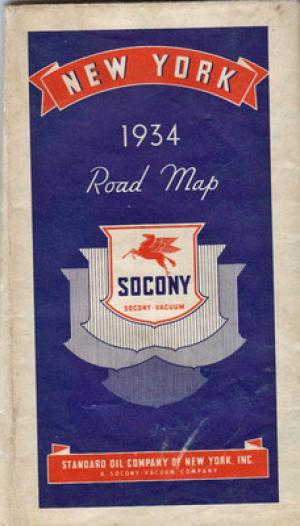 NEW YORK
1934
Road Map
SOCONY
SOCONY-VACUUM
STANDARD OIL COMPANY OF NEW YORK, INC.
A SOCONY-VACUUM COMPANY